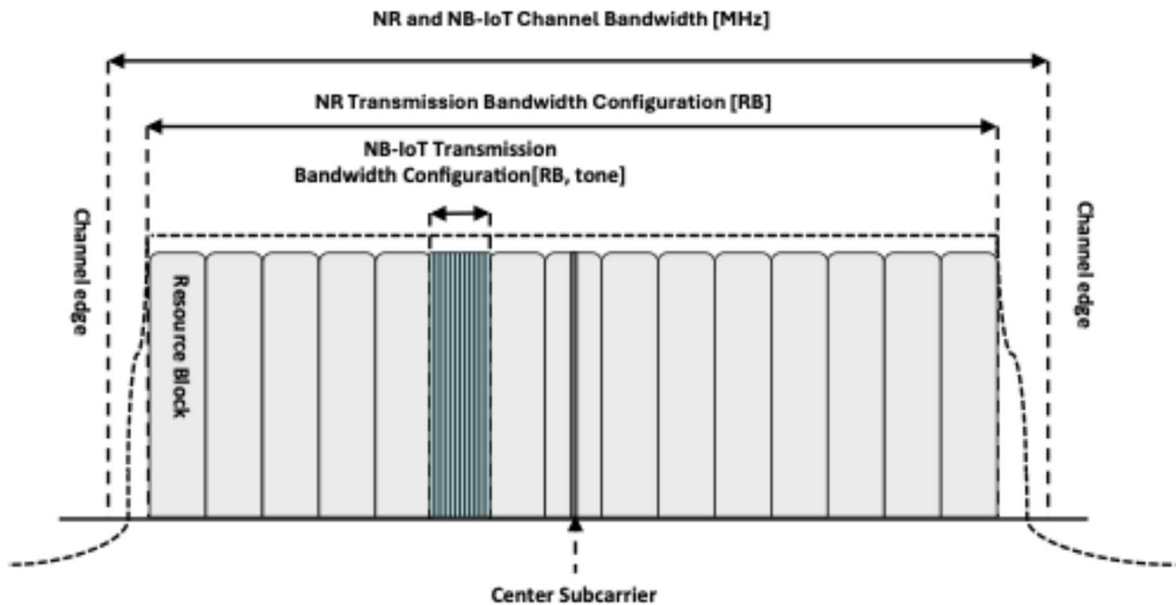 NR and NB-IoT Channel Bandwidth [MHz]
NR Transmission Bandwidth Configuration [RB]
NB-IoT Transmission
Bandwidth Configuration[RB, tone]
Channel edge
Resource Block
Channel edge
Center Subcarrier